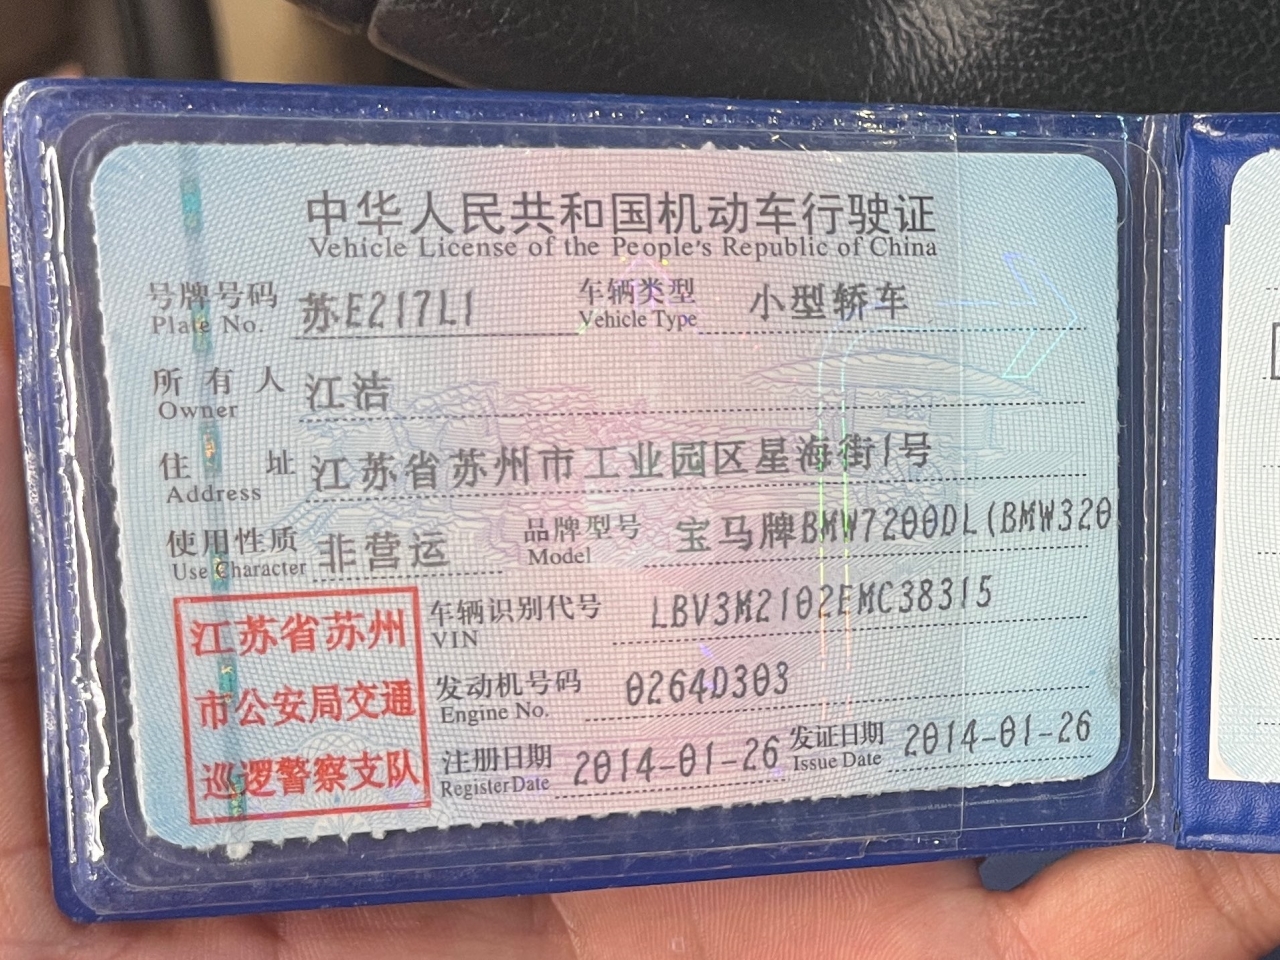 中华人民共和国机动车行驶证
Vehicle License of the People's Republic of China
号牌号码 苏E217L1 车辆类型 小型轿车
Plate No. Vehicle Type
所有人 江洁
Owner
住址 江苏省苏州市工业园区星海街1号
Address
使用性质 非营运 品牌型号 宝马牌BMW7200DL(BMW320
Use Character Model
江苏省苏州
市公安局交通
巡逻警察支队
车辆识别代号 LBV3M2102EMC38315
VIN
发动机号码 0264D303
Engine No.
注册日期 2014-01-26 发证日期 2014-01-26
Register Date Issue Date